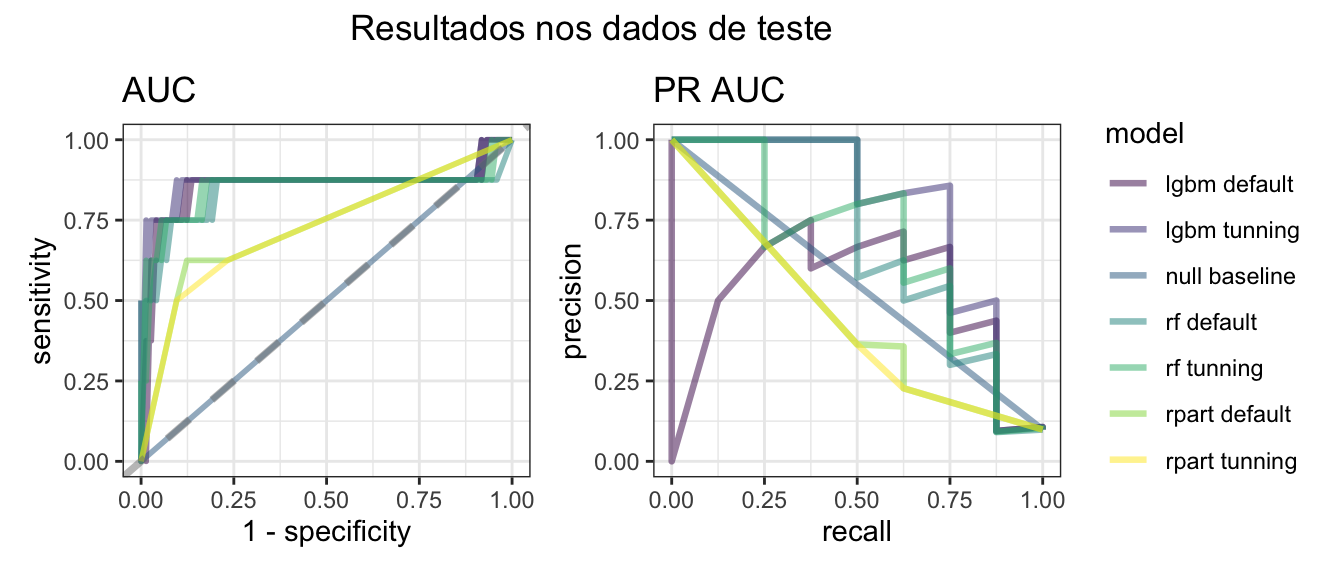 Resultados nos dados de teste
AUC
1.00
0.75
0.50
0.25
0.00
sensitivity
0.00 0.25 0.50 0.75 1.00
1 - specificity
PR AUC
1.00
0.75
0.50
0.25
0.00
precision
0.00 0.25 0.50 0.75 1.00
recall
model
lgbm default
lgbm tunning
null baseline
rf default
rf tunning
rpart default
rpart tunning